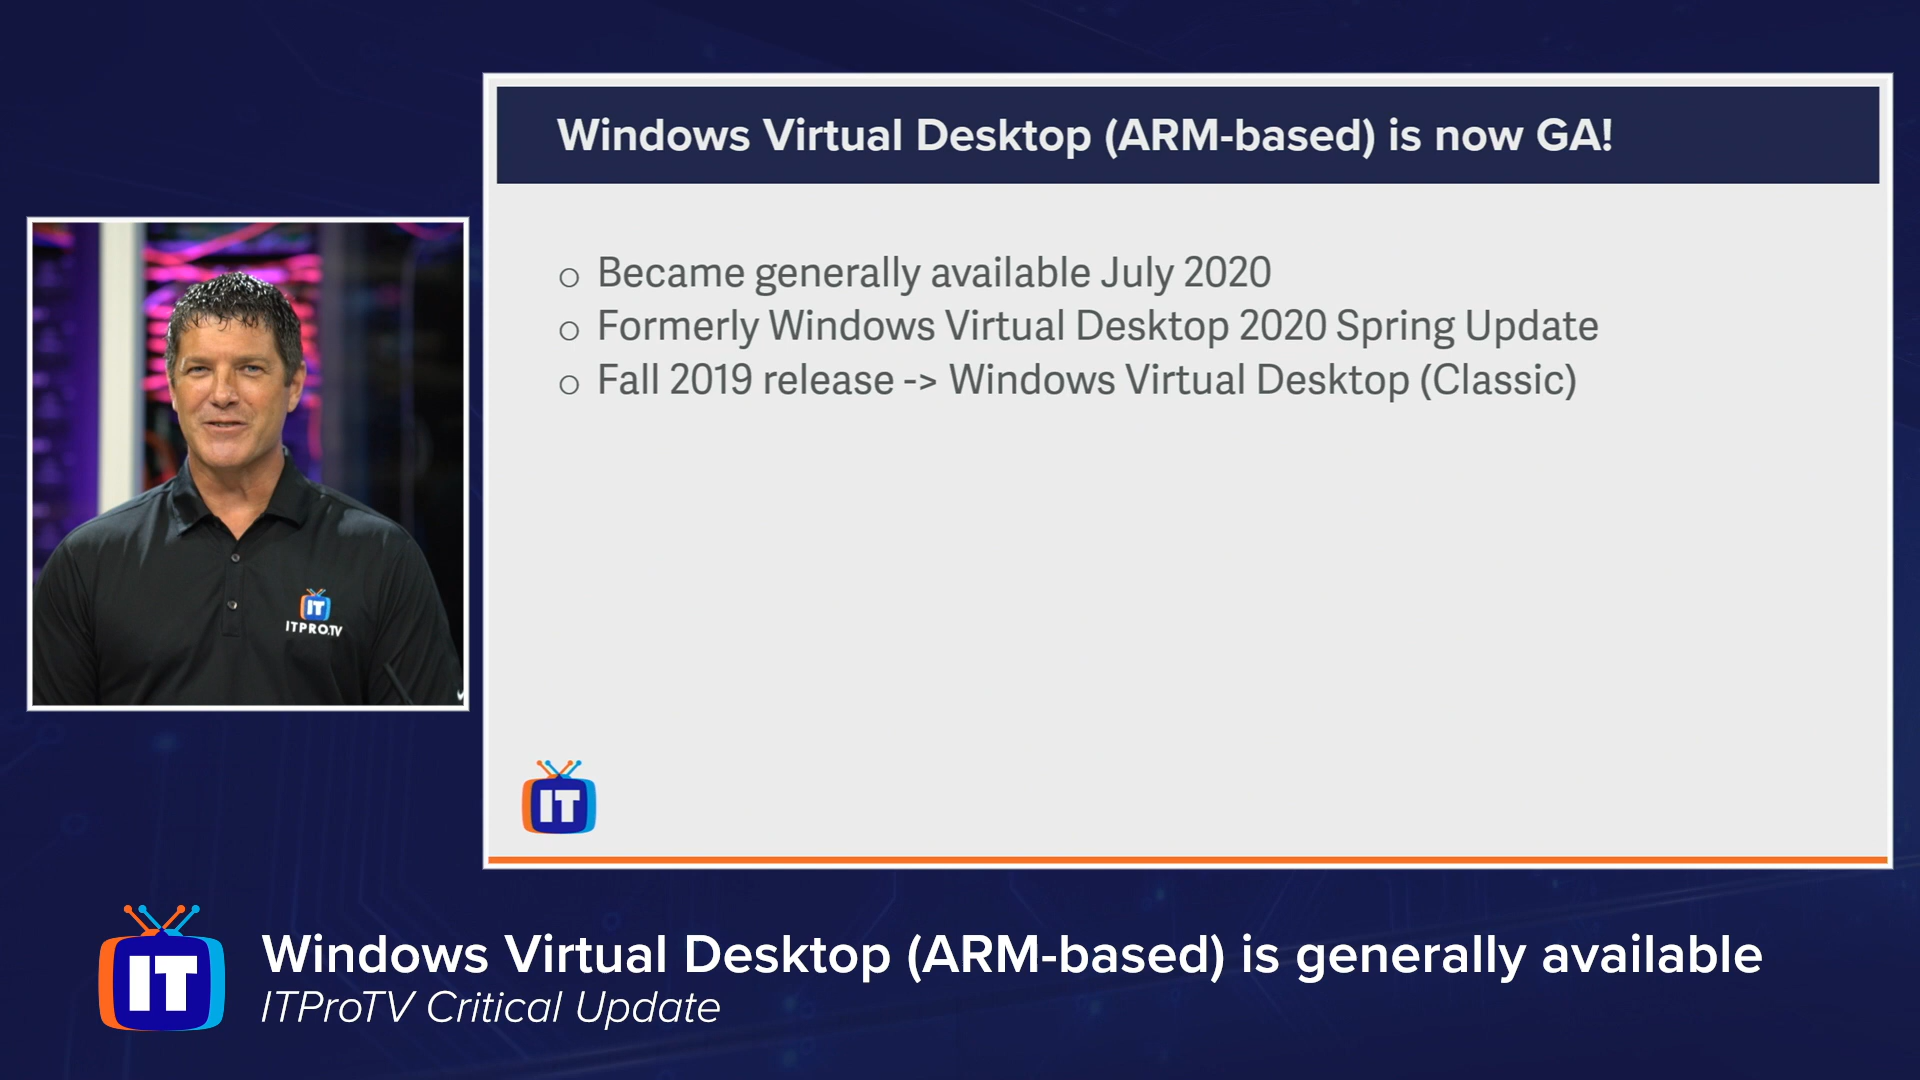 Windows Virtual Desktop (ARM-based) is now GA!
Became generally available July 2020
Formerly Windows Virtual Desktop 2020 Spring Update
Fall 2019 release -> Windows Virtual Desktop (Classic)
IT
ITPRO.TV
IT
IT
Windows Virtual Desktop (ARM-based) is generally available
ITProTV Critical Update